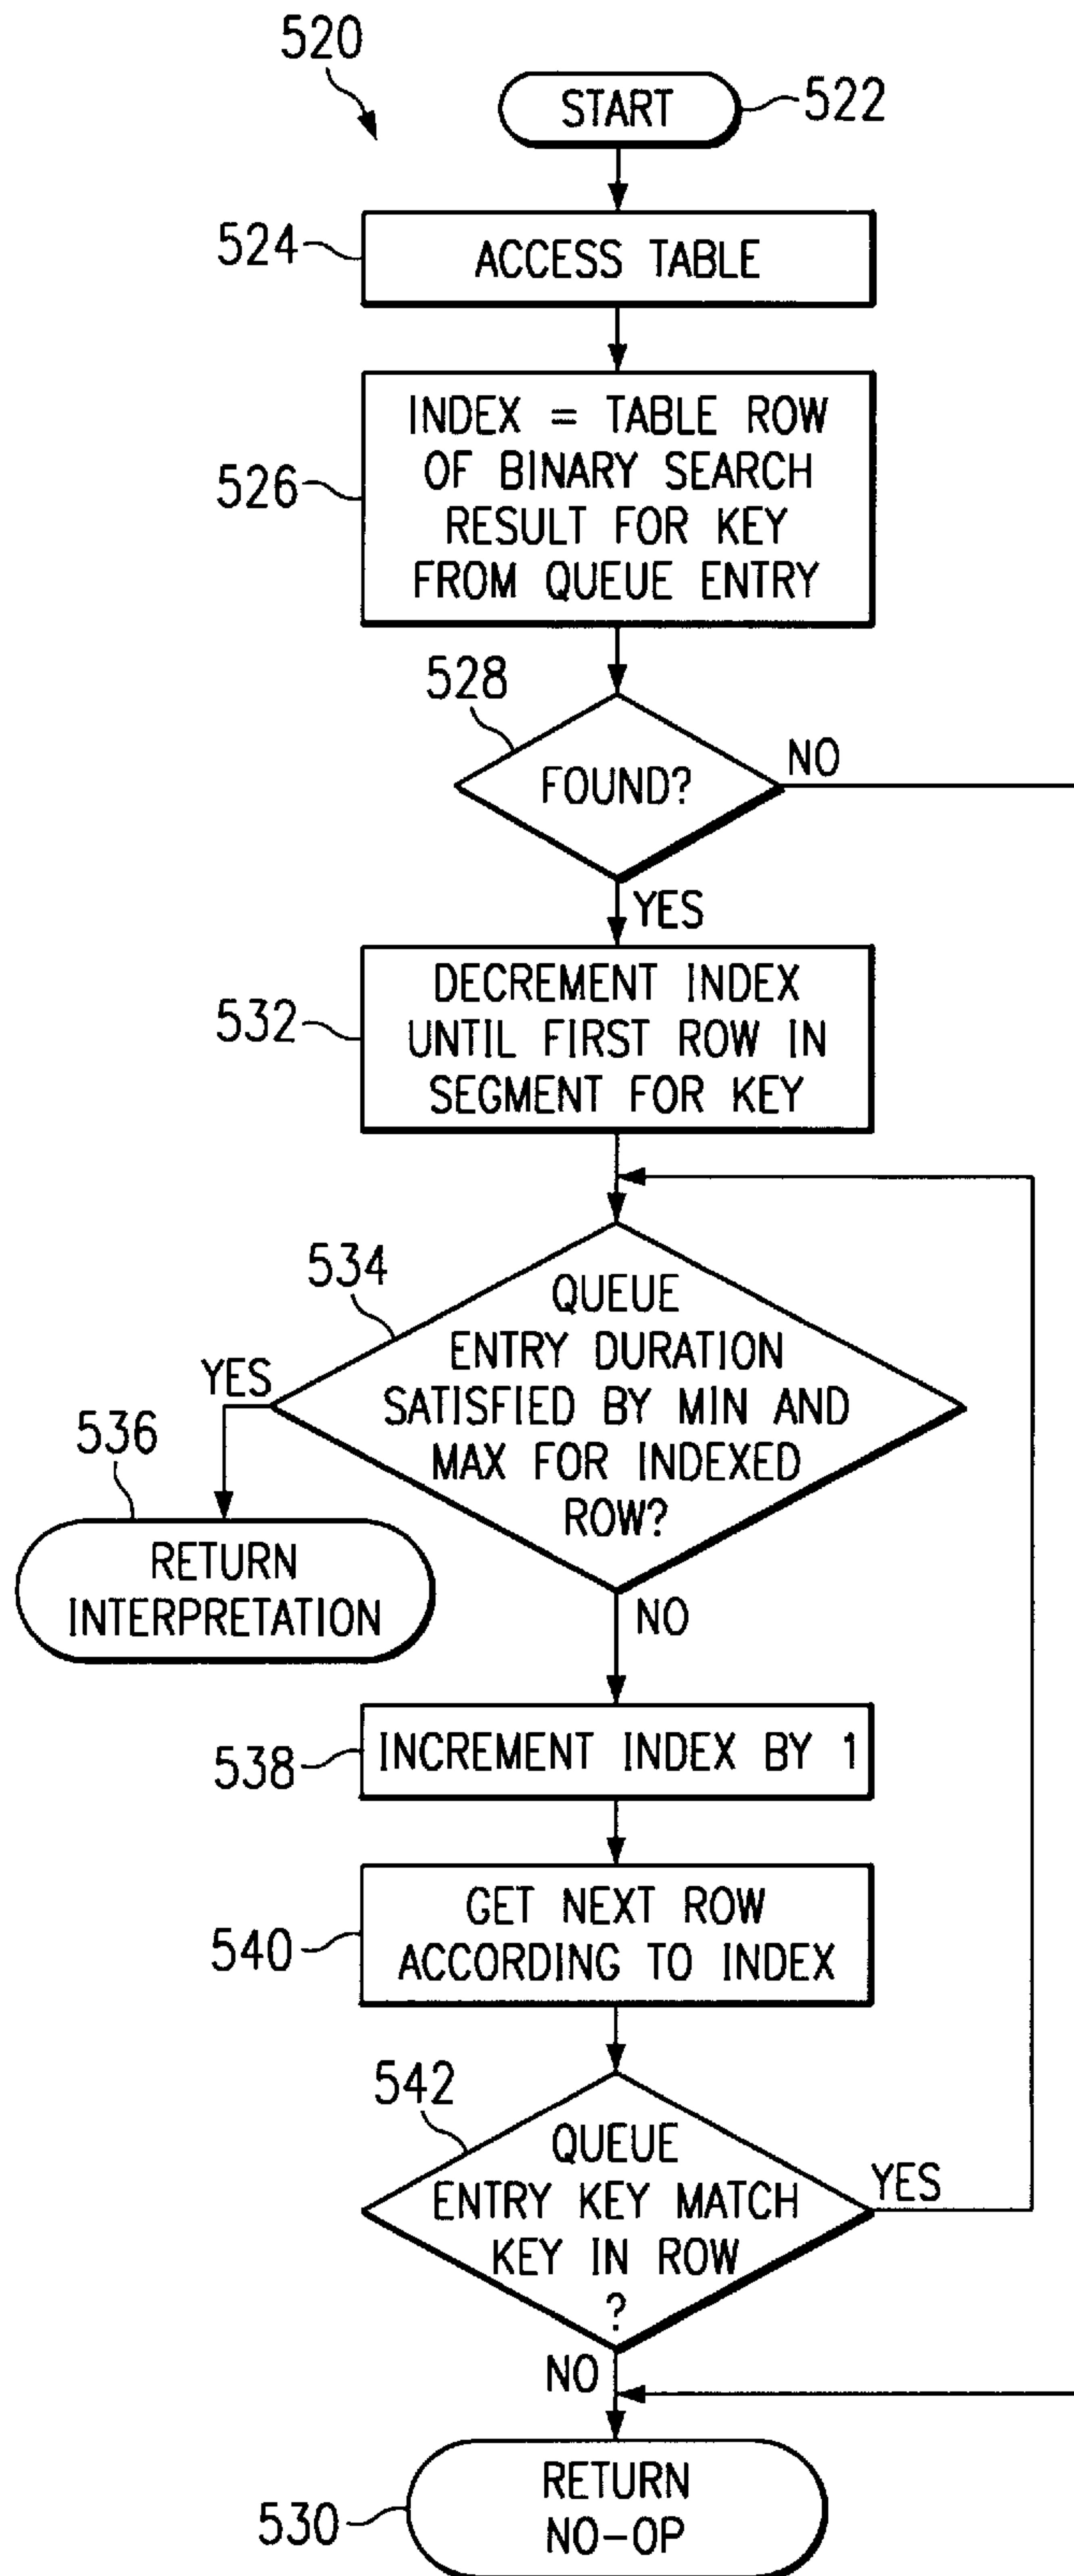 520
START
522
524
ACCESS TABLE
526
INDEX = TABLE ROW
OF BINARY SEARCH
RESULT FOR KEY
FROM QUEUE ENTRY
528
FOUND?
NO
YES
532
DECREMENT INDEX
UNTIL FIRST ROW IN
SEGMENT FOR KEY
534
QUEUE
ENTRY DURATION
SATISFIED BY MIN AND
MAX FOR INDEXED
ROW?
YES
536
RETURN
INTERPRETATION
NO
538
INCREMENT INDEX BY 1
540
GET NEXT ROW
ACCORDING TO INDEX
542
QUEUE
ENTRY KEY MATCH
KEY IN ROW
?
YES
NO
530
RETURN
NO-OP